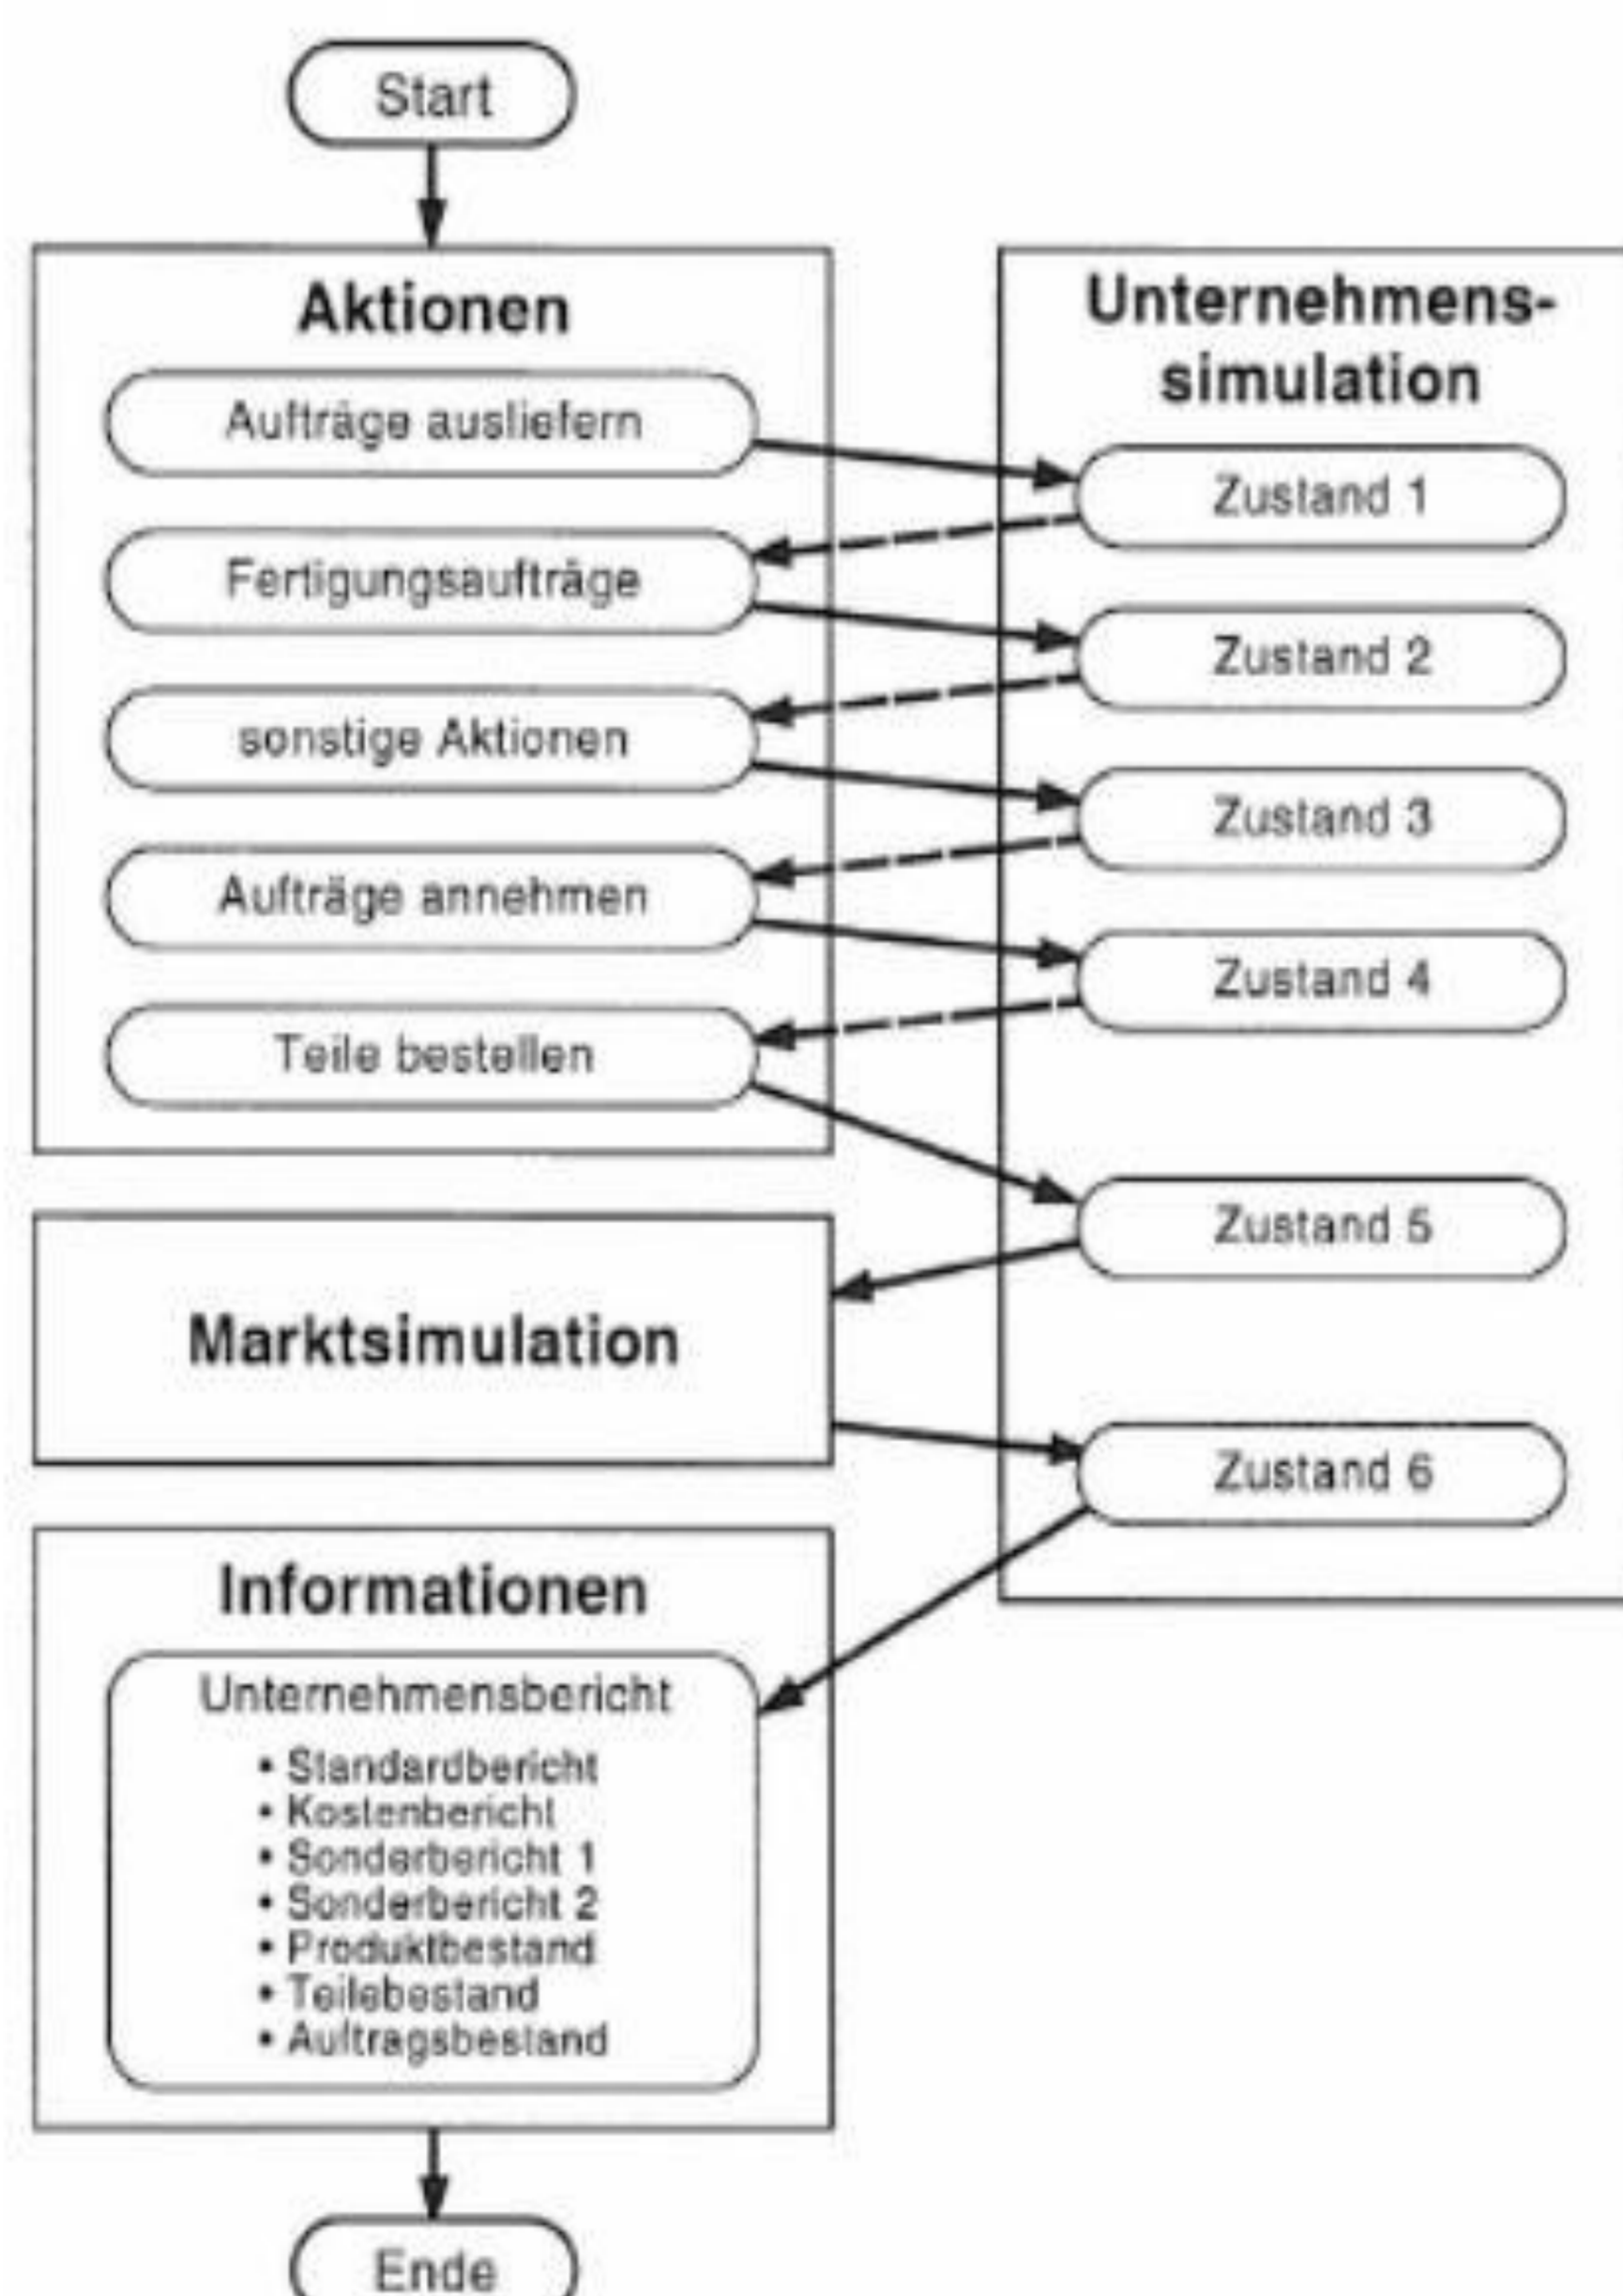 Start
Aktionen
Aufträge ausliefern
Fertigungsaufträge
sonstige Aktionen
Aufträge annehmen
Teile bestellen
Unternehmens-
simulation
Zustand 1
Zustand 2
Zustand 3
Zustand 4
Zustand 5
Zustand 6
Marktsimulation
Informationen
Unternehmensbericht
• Standardbericht
• Kostenbericht
• Sonderbericht 1
• Sonderbericht 2
• Produktbestand
• Teilebestand
• Auftragsbestand
Ende